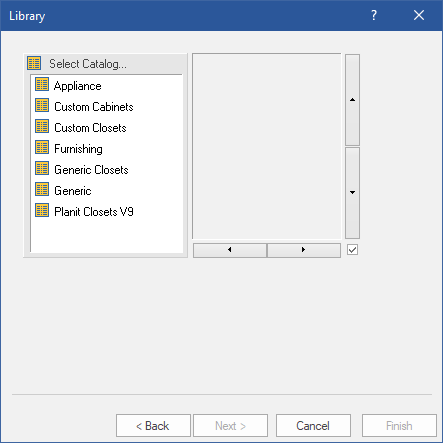 Library
?
Select Catalog...
Appliance
Custom Cabinets
Custom Closets
Furnishing
Generic Closets
Generic
Planit Closets V9
< Back Next > Cancel Finish